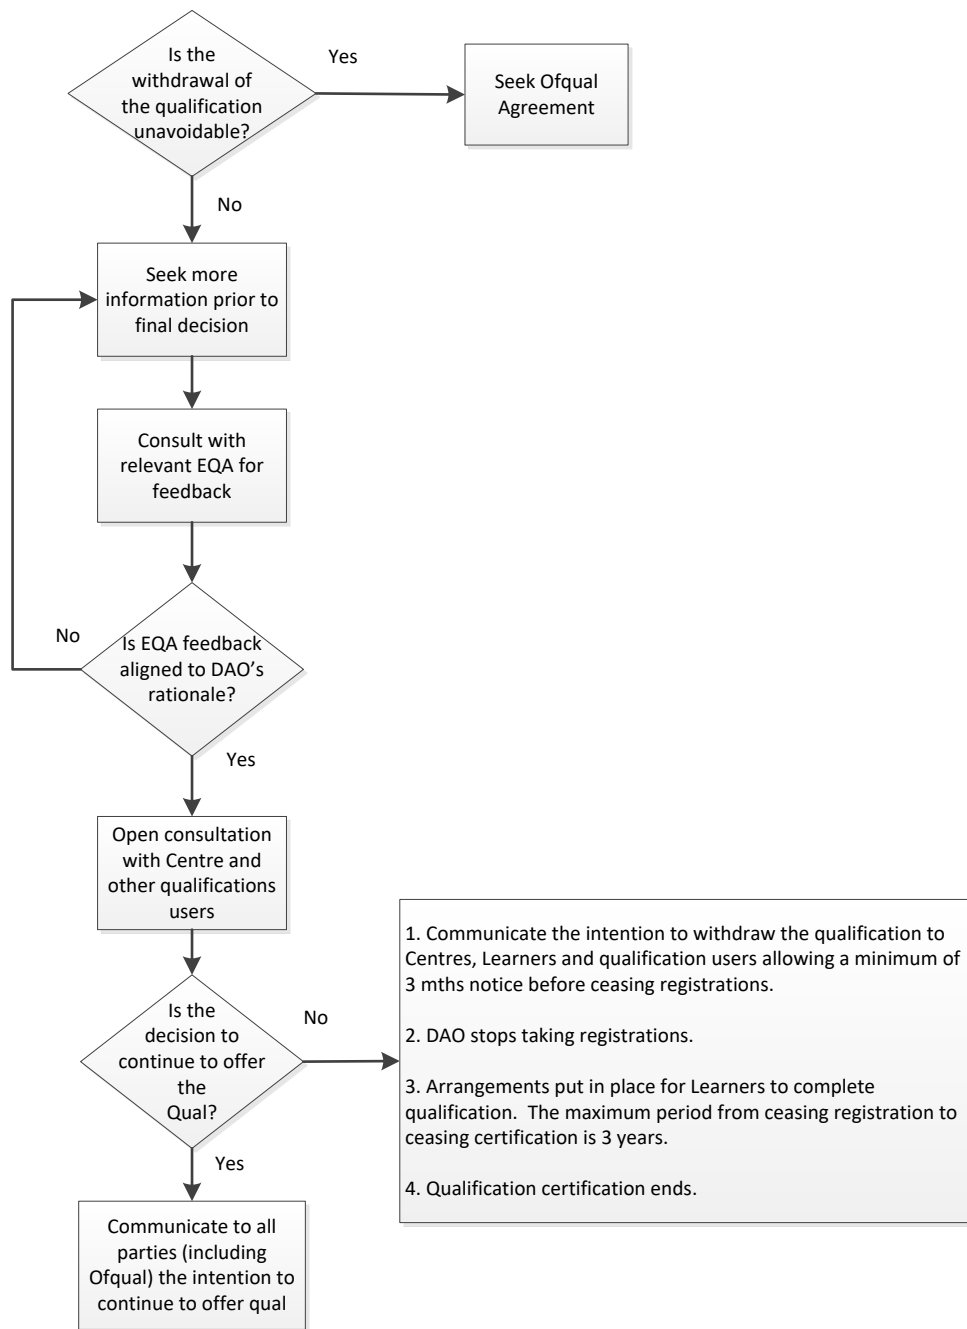 Is the
withdrawal of
the qualification
unavoidable?
Yes
Seek Ofqual
Agreement
No
Seek more
information prior to
final decision
Consult with
relevant EQA for
feedback
No
Is EQA feedback
aligned to DAO’s
rationale?
Yes
Open consultation
with Centre and
other qualifications
users
Is the
decision to
continue to offer
the
Qual?
No
1. Communicate the intention to withdraw the qualification to
Centres, Learners and qualification users allowing a minimum of
3 mths notice before ceasing registrations.
2. DAO stops taking registrations.
3. Arrangements put in place for Learners to complete
qualification.  The maximum period from ceasing registration to
ceasing certification is 3 years.
4. Qualification certification ends.
Yes
Communicate to all
parties (including
Ofqual) the intention to
continue to offer qual